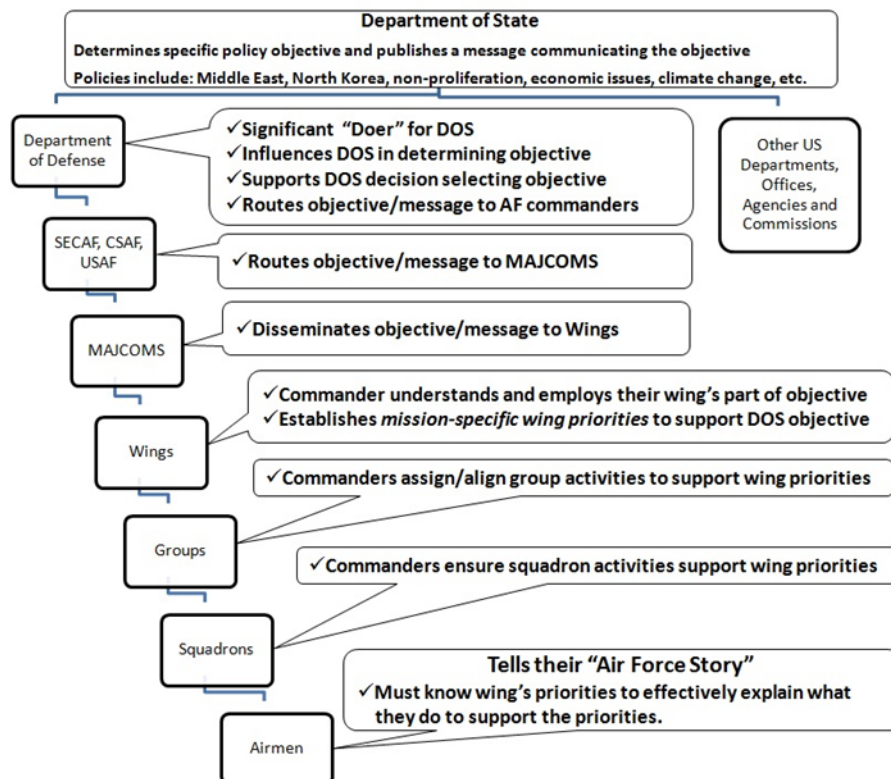 Department of State
Determines specific policy objective and publishes a message communicating the objective
Policies include: Middle East, North Korea, non-proliferation, economic issues, climate change, etc.
Department
of Defense
✓Significant “Doer” for DOS
✓Influences DOS in determining objective
✓Supports DOS decision selecting objective
✓Routes objective/message to AF commanders
Other US
Departments,
Offices,
Agencies and
Commissions
SECAF, CSAF,
USAF
✓Routes objective/message to MAJCOMS
MAJCOMS
✓Disseminates objective/message to Wings
Wings
✓Commander understands and employs their wing’s part of objective
✓Establishes mission-specific wing priorities to support DOS objective
Groups
✓Commanders assign/align group activities to support wing priorities
Squadrons
✓Commanders ensure squadron activities support wing priorities
Airmen
Tells their “Air Force Story”
✓Must know wing’s priorities to effectively explain what
they do to support the priorities.